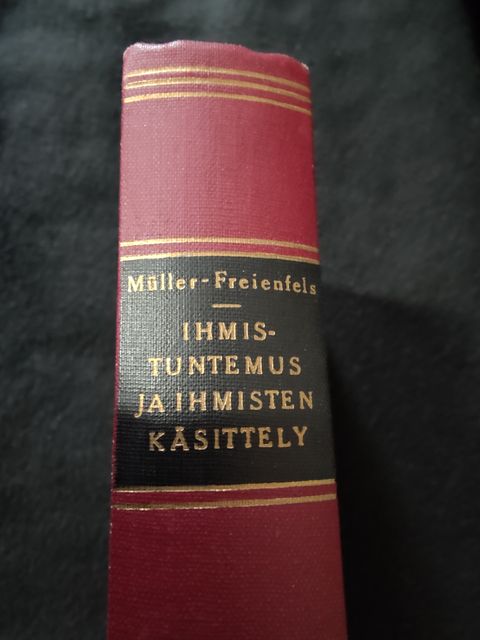 Müller-Freienfels
IHMIS-
TUNTEMUS
JA IHMISTEN
KÄSITTELY